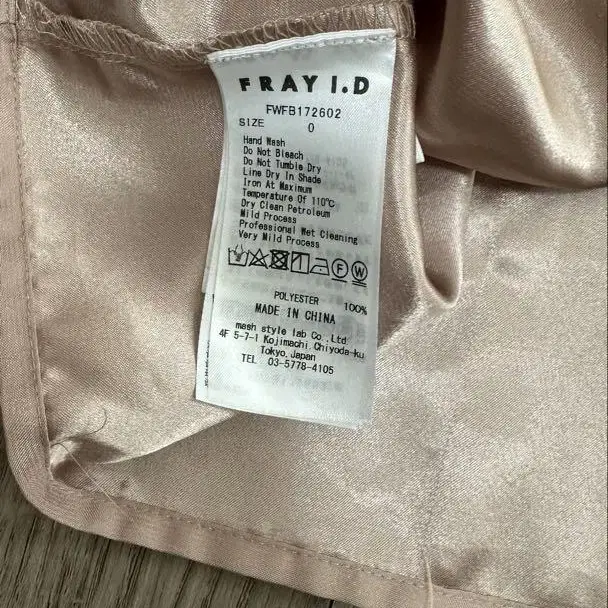 FRAY I.D
FWFB172602
SIZE 0
Hand Wash
Do Not Bleach
Do Not Tumble Dry
Line Dry In Shade
Iron At Maximum
Temperature Of 110℃
Dry Clean Petroleum
Mild Process
Professional Wet Cleaning
Very Mild Process
F W
POLYESTER 100%
MADE IN CHINA
mash style lab Co.,Ltd
4F 5-7-1 Kojimachi,Chiyoda-ku
Tokyo,Japan
TEL 03-5778-4105